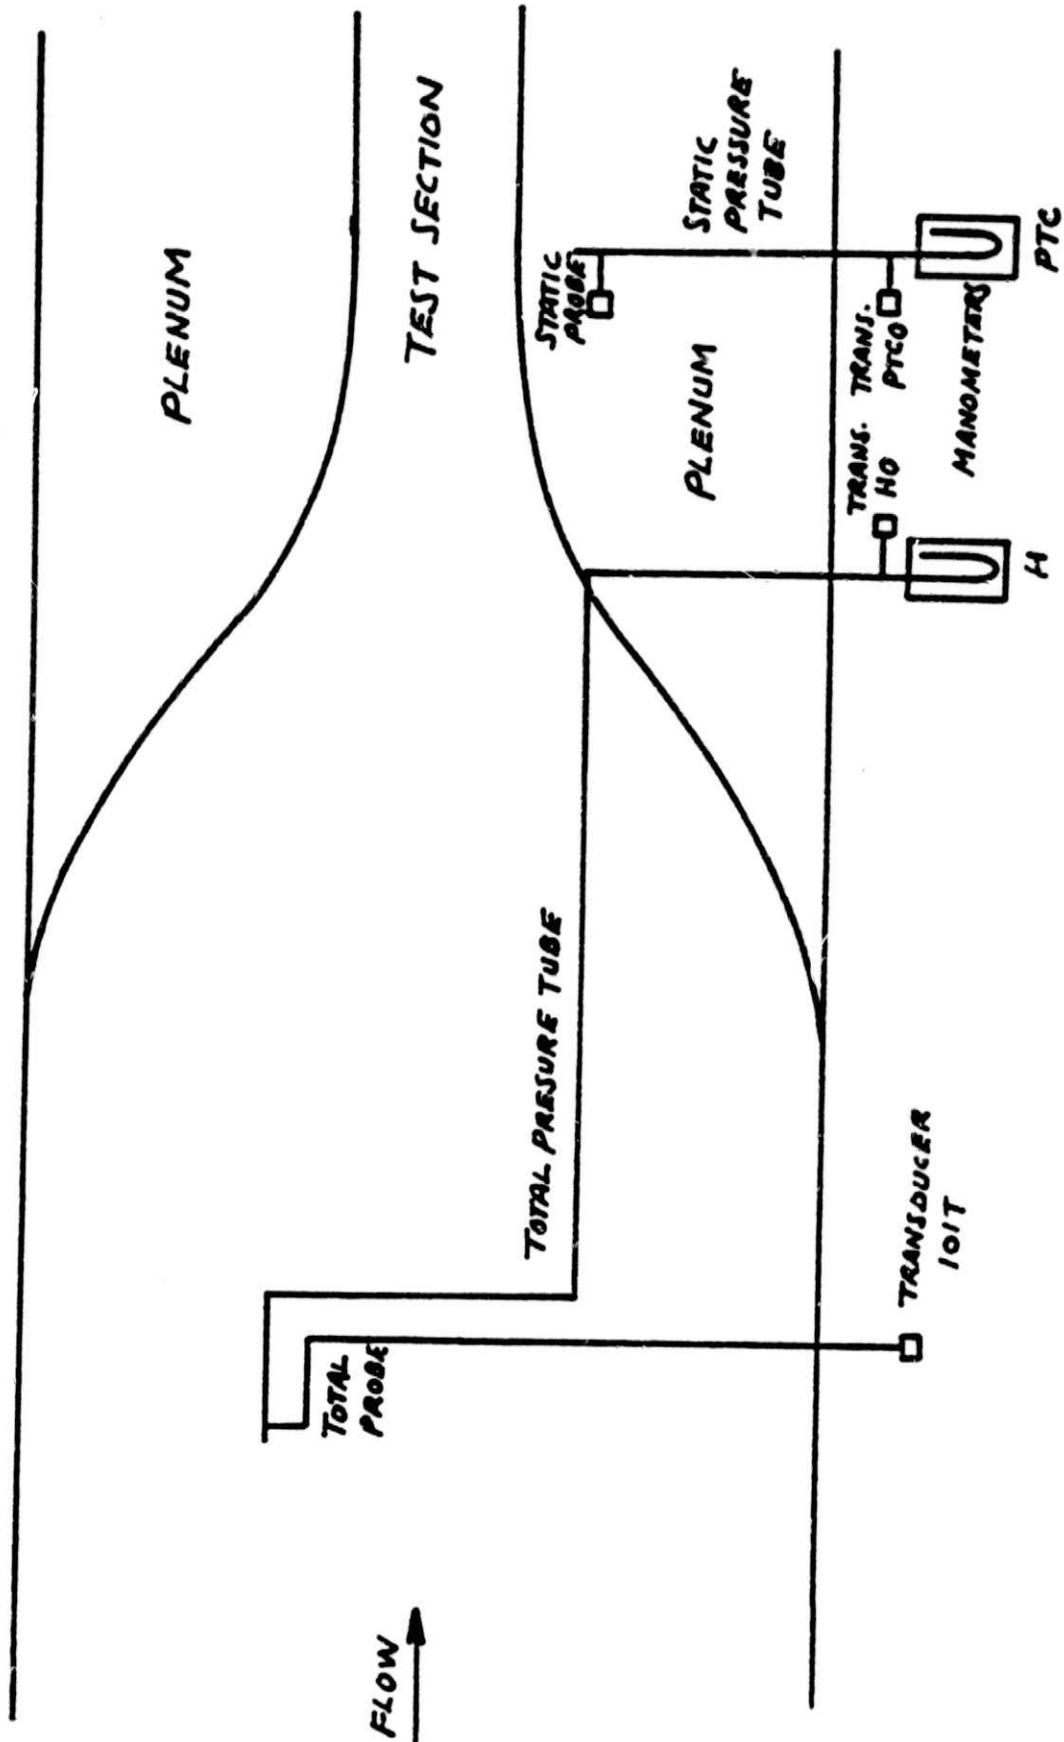 PLENUM
TEST SECTION
STATIC
PROBE
STATIC
PRESSURE
TUBE
PLENUM
TOTAL PRESURE TUBE
TOTAL
PROBE
FLOW
TRANS.
HO
TRANS.
PTCO
MANOMETERS
H
PTC
TRANSDUCER
101T